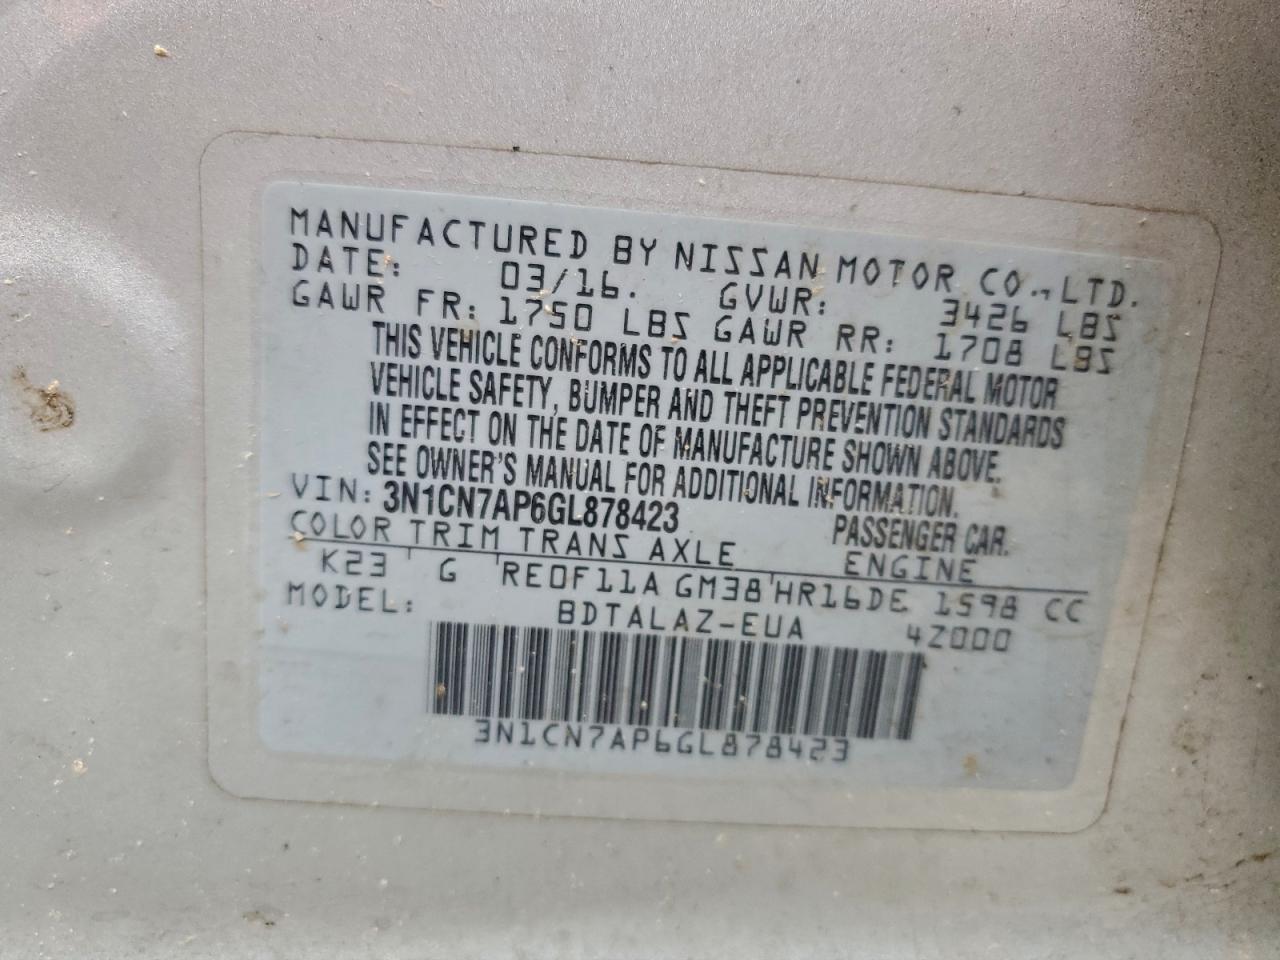 MANUFACTURED BY NISSAN MOTOR CO., LTD.
DATE: 03/16. GVWR: 3426 LBS
GAWR FR: 1750 LBS GAWR RR: 1708 LBS
THIS VEHICLE CONFORMS TO ALL APPLICABLE FEDERAL MOTOR
VEHICLE SAFETY, BUMPER AND THEFT PREVENTION STANDARDS
IN EFFECT ON THE DATE OF MANUFACTURE SHOWN ABOVE.
SEE OWNER'S MANUAL FOR ADDITIONAL INFORMATION.
VIN: 3N1CN7AP6GL878423 PASSENGER CAR.
COLOR TRIM TRANS AXLE ENGINE
K23 G RE0F11A GM38 HR16DE 1598 CC
MODEL: BDTALAZ-EUA 4Z000
3N1CN7AP6GL878423